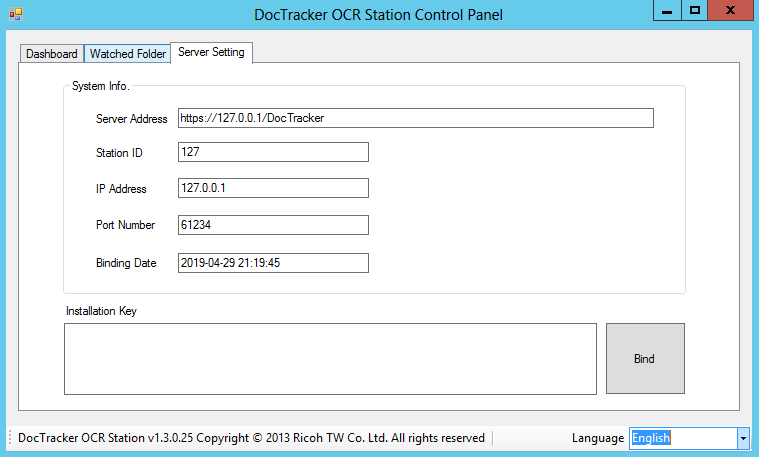 DocTracker OCR Station Control Panel
Dashboard Watched Folder Server Setting
System Info.
Server Address https://127.0.0.1/DocTracker
Station ID 127
IP Address 127.0.0.1
Port Number 61234
Binding Date 2019-04-29 21:19:45
Installation Key
Bind
DocTracker OCR Station v1.3.0.25 Copyright © 2013 Ricoh TW Co. Ltd. All rights reserved Language English